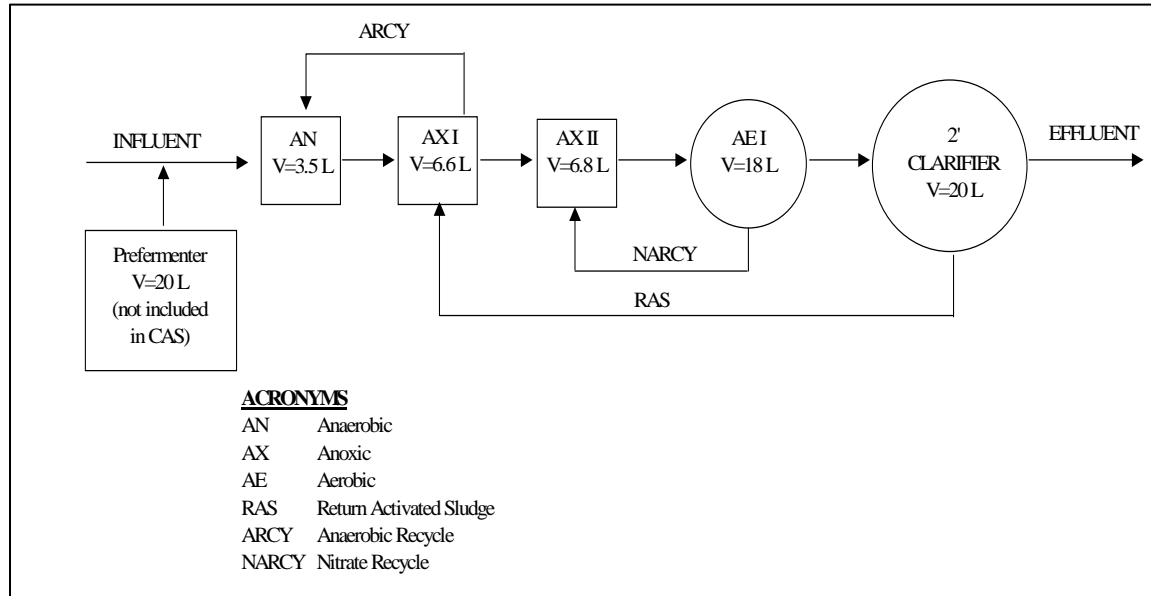 ARCY
INFLUENT
AN
V=3.5 L
AX I
V=6.6 L
AX II
V=6.8 L
AE I
V=18 L
2'
CLARIFIER
V=20 L
EFFLUENT
Prefermenter
V=20 L
(not included
in CAS)
NARCY
RAS
ACRONYMS
AN Anaerobic
AX Anoxic
AE Aerobic
RAS Return Activated Sludge
ARCY Anaerobic Recycle
NARCY Nitrate Recycle